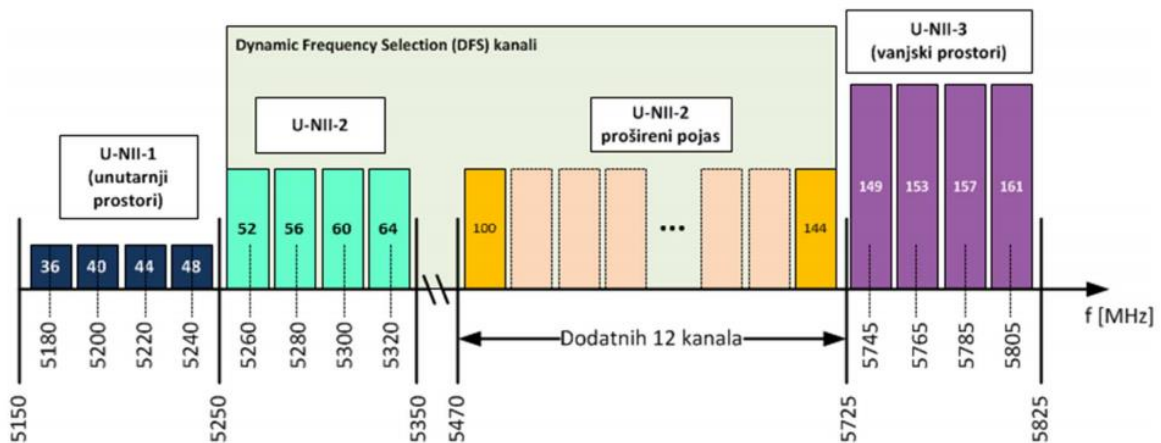 Dynamic Frequency Selection (DFS) kanali
U-NII-1
(unutarnji
prostori)
U-NII-2
U-NII-2
prošireni pojas
U-NII-3
(vanjski prostori)
36 40 44 48
52 56 60 64
100 ... 144
149 153 157 161
5180 5200 5220 5240
5260 5280 5300 5320
5745 5765 5785 5805
Dodatnih 12 kanala
f [MHz]
5150 5250 5350 5470 5725 5825